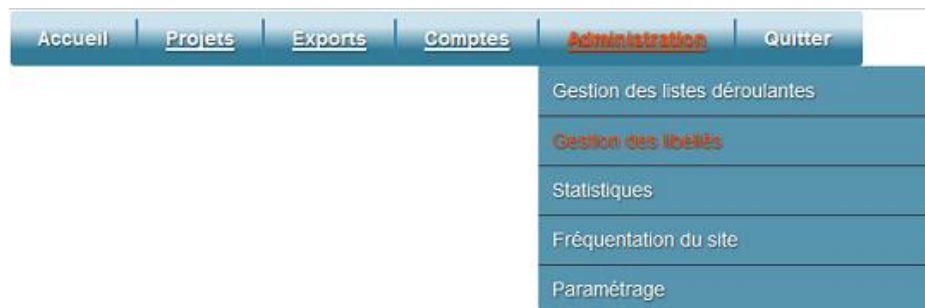 Accueil Projets Exports Comptes Administration Quitter
Gestion des listes déroulantes
Gestion des libellés
Statistiques
Fréquentation du site
Paramétrage